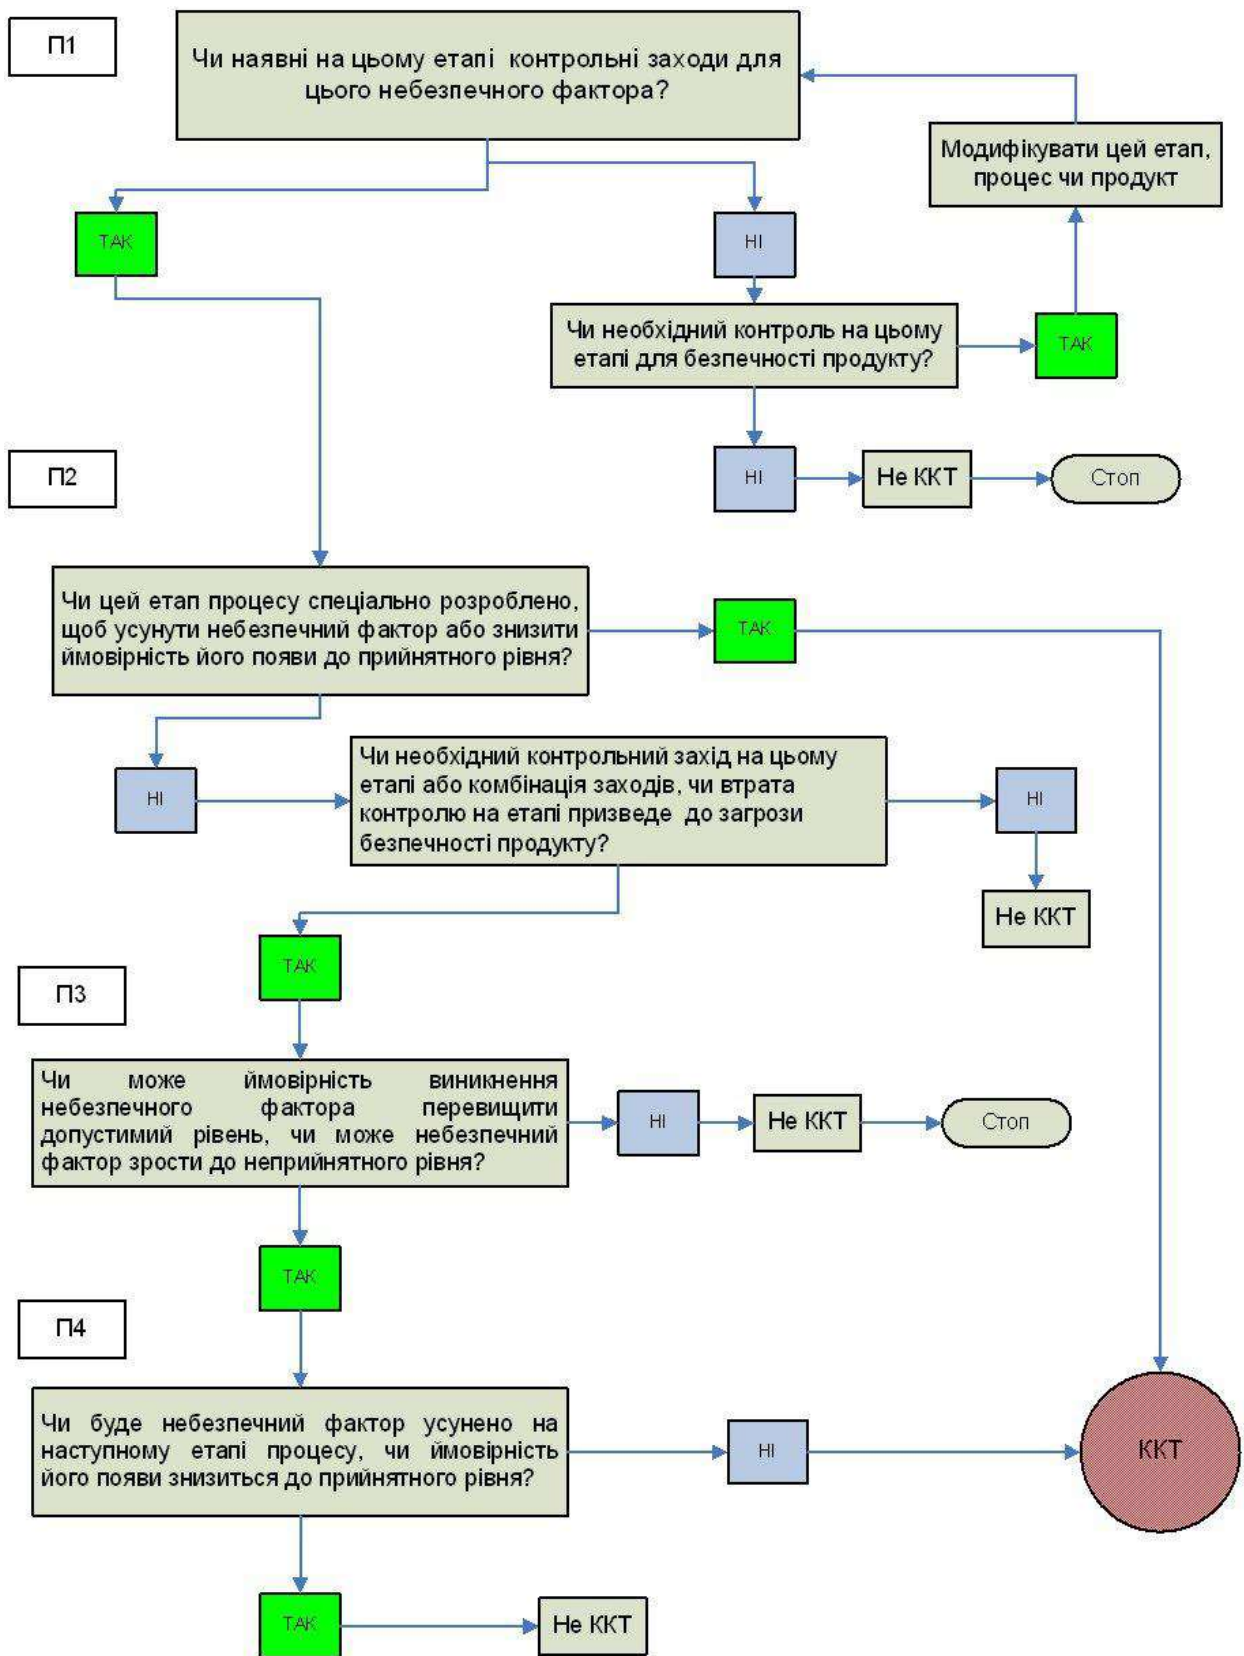 П1
Чи наявні на цьому етапі контрольні заходи для
цього небезпечного фактора?
Модифікувати цей етап,
процес чи продукт
ТАК
НІ
Чи необхідний контроль на цьому
етапі для безпечності продукту?
ТАК
П2
НІ
Не ККТ
Стоп
Чи цей етап процесу спеціально розроблено,
щоб усунути небезпечний фактор або знизити
ймовірність його появи до прийнятного рівня?
ТАК
НІ
Чи необхідний контрольний захід на цьому
етапі або комбінація заходів, чи втрата
контролю на етапі призведе до загрози
безпечності продукту?
НІ
Не ККТ
ТАК
П3
Чи може ймовірність виникнення
небезпечного фактора перевищити
допустимий рівень, чи може небезпечний
фактор зрости до неприйнятного рівня?
НІ
Не ККТ
Стоп
ТАК
П4
Чи буде небезпечний фактор усунено на
наступному етапі процесу, чи ймовірність
його появи знизиться до прийнятного рівня?
НІ
ККТ
ТАК
Не ККТ